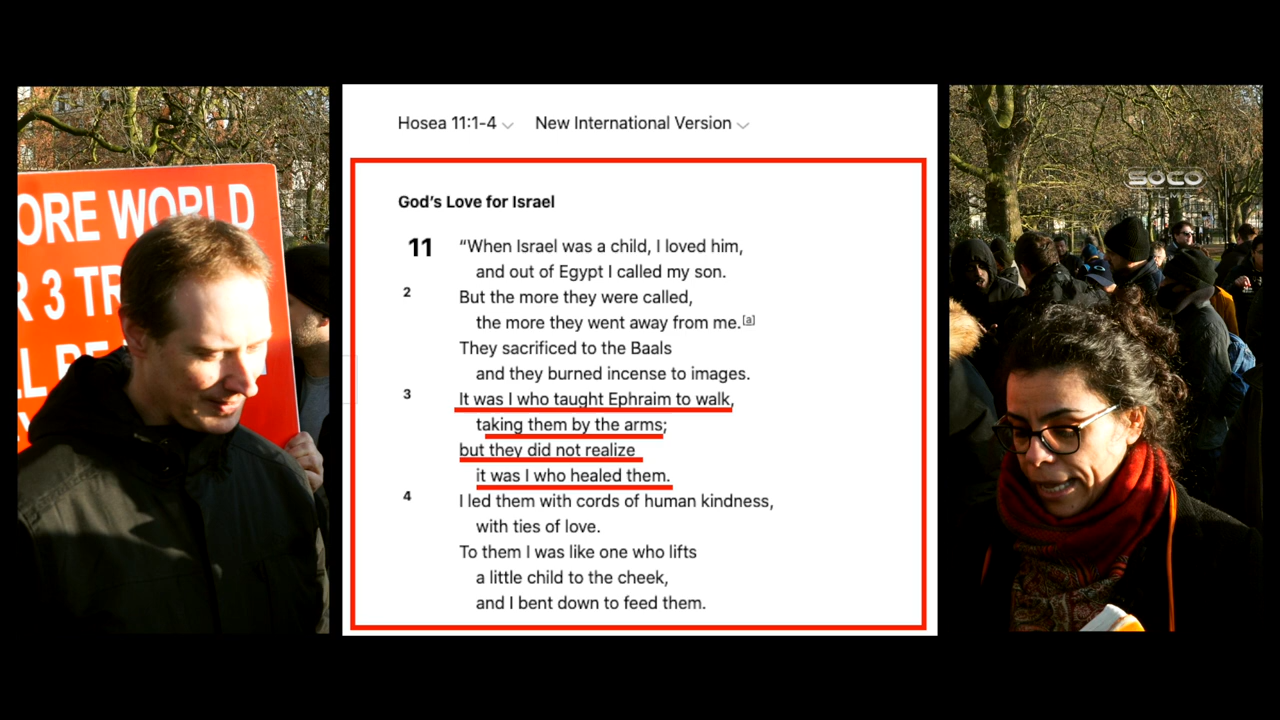 ORE WORLD
R 3 TR
LL BE
SOCO
Hosea 11:1-4 New International Version
God's Love for Israel
11 “When Israel was a child, I loved him,
and out of Egypt I called my son.
2 But the more they were called,
the more they went away from me.[a]
They sacrificed to the Baals
and they burned incense to images.
3 It was I who taught Ephraim to walk,
taking them by the arms;
but they did not realize
it was I who healed them.
4 I led them with cords of human kindness,
with ties of love.
To them I was like one who lifts
a little child to the cheek,
and I bent down to feed them.